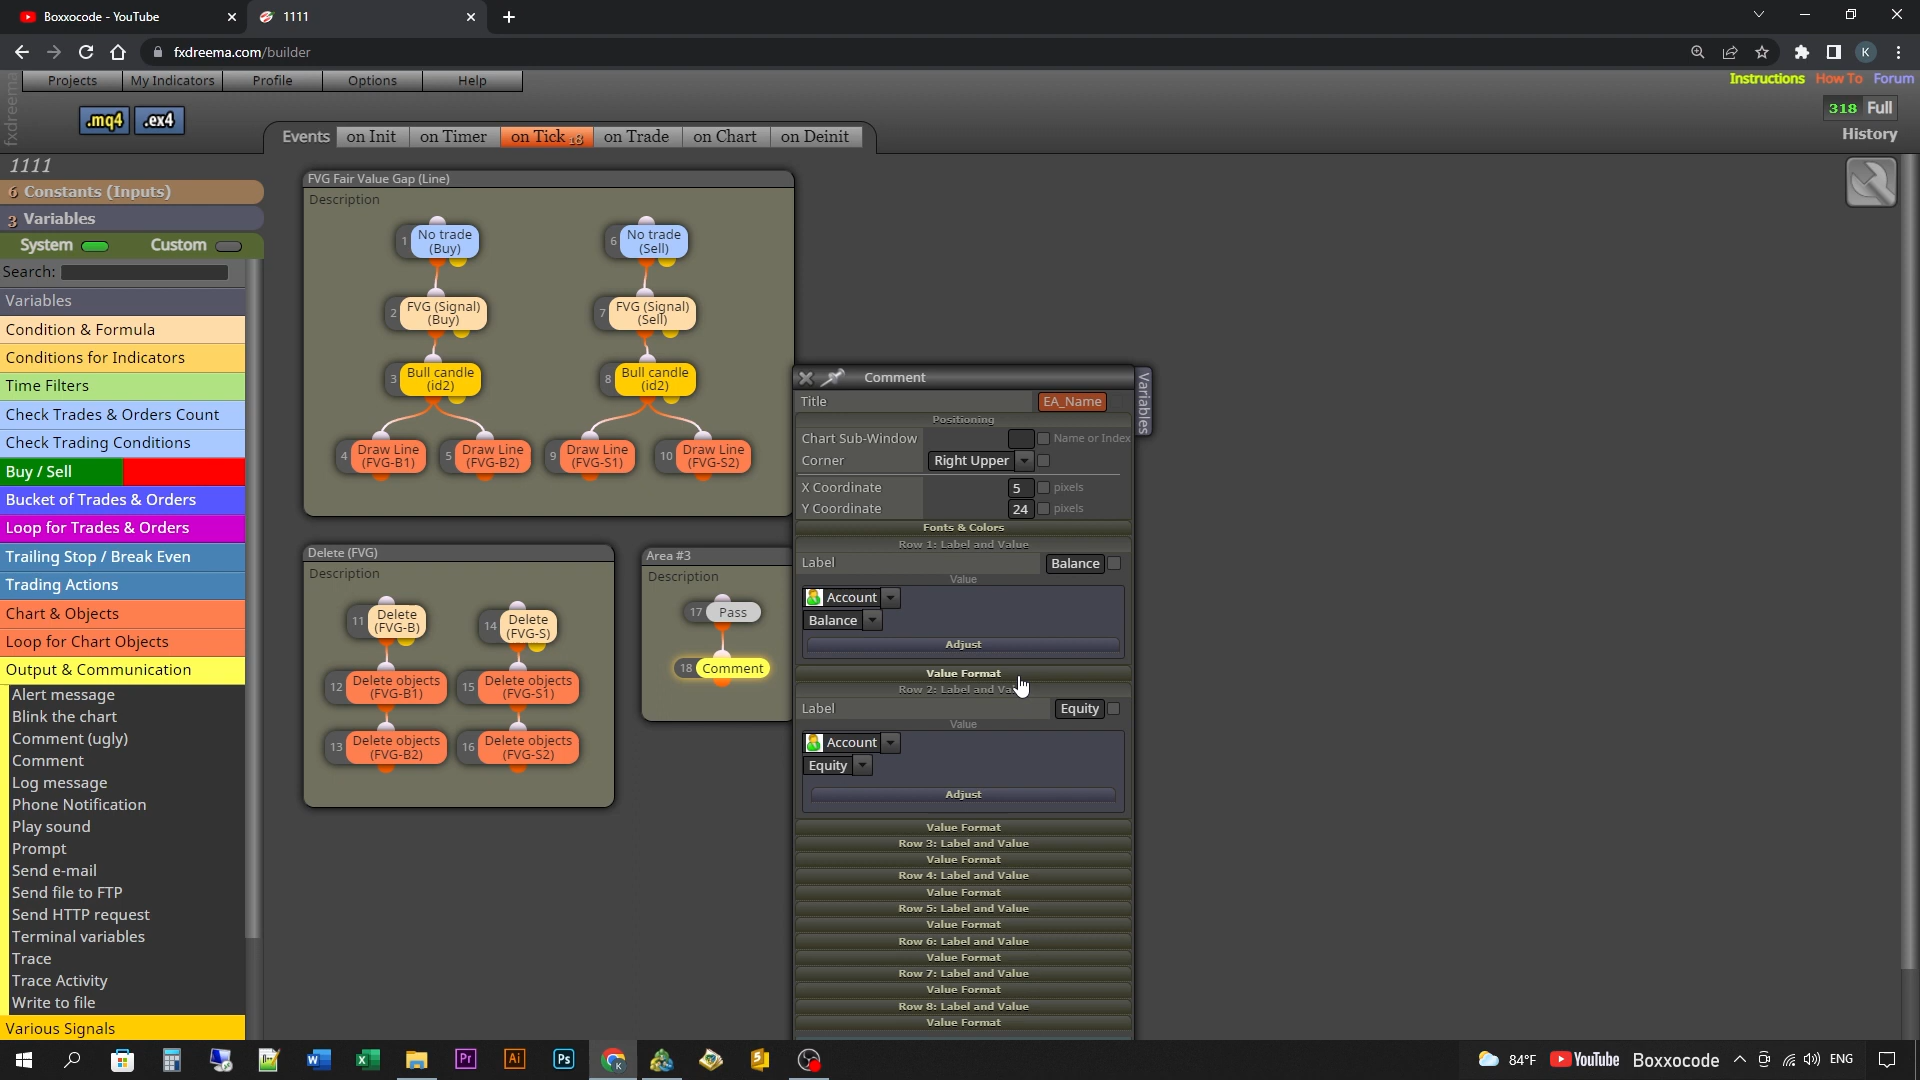 Boxxocode - YouTube
1111
fxdreema.com/builder
Projects
My Indicators
Profile
Options
Help
Instructions
How To
Forum
fxdreema
.mq4
.ex4
318 Full
History
Events
on Init
on Timer
on Tick 18
on Trade
on Chart
on Deinit
1111
6 Constants (Inputs)
3 Variables
System
Custom
Search:
Variables
Condition & Formula
Conditions for Indicators
Time Filters
Check Trades & Orders Count
Check Trading Conditions
Buy / Sell
Bucket of Trades & Orders
Loop for Trades & Orders
Trailing Stop / Break Even
Trading Actions
Chart & Objects
Loop for Chart Objects
Output & Communication
Alert message
Blink the chart
Comment (ugly)
Comment
Log message
Phone Notification
Play sound
Prompt
Send e-mail
Send file to FTP
Send HTTP request
Terminal variables
Trace
Trace Activity
Write to file
Various Signals
FVG Fair Value Gap (Line)
Description
1 No trade
(Buy)
6 No trade
(Sell)
2 FVG (Signal)
(Buy)
7 FVG (Signal)
(Sell)
3 Bull candle
(id2)
8 Bull candle
(id2)
4 Draw Line
(FVG-B1)
5 Draw Line
(FVG-B2)
9 Draw Line
(FVG-S1)
10 Draw Line
(FVG-S2)
Delete (FVG)
Description
11 Delete
(FVG-B)
14 Delete
(FVG-S)
12 Delete objects
(FVG-B1)
15 Delete objects
(FVG-S1)
13 Delete objects
(FVG-B2)
16 Delete objects
(FVG-S2)
Area #3
Description
17 Pass
18 Comment
Comment
Variables
Title
EA_Name
Positioning
Chart Sub-Window
Name or Index
Corner
Right Upper
X Coordinate
5
pixels
Y Coordinate
24
pixels
Fonts & Colors
Row 1: Label and Value
Label
Balance
Value
Account
Balance
Adjust
Value Format
Row 2: Label and
Label
Equity
Value
Account
Equity
Adjust
Value Format
Row 3: Label and Value
Value Format
Row 4: Label and Value
Value Format
Row 5: Label and Value
Value Format
Row 6: Label and Value
Value Format
Row 7: Label and Value
Value Format
Row 8: Label and Value
Value Format
84°F
YouTube
Boxxocode
ENG